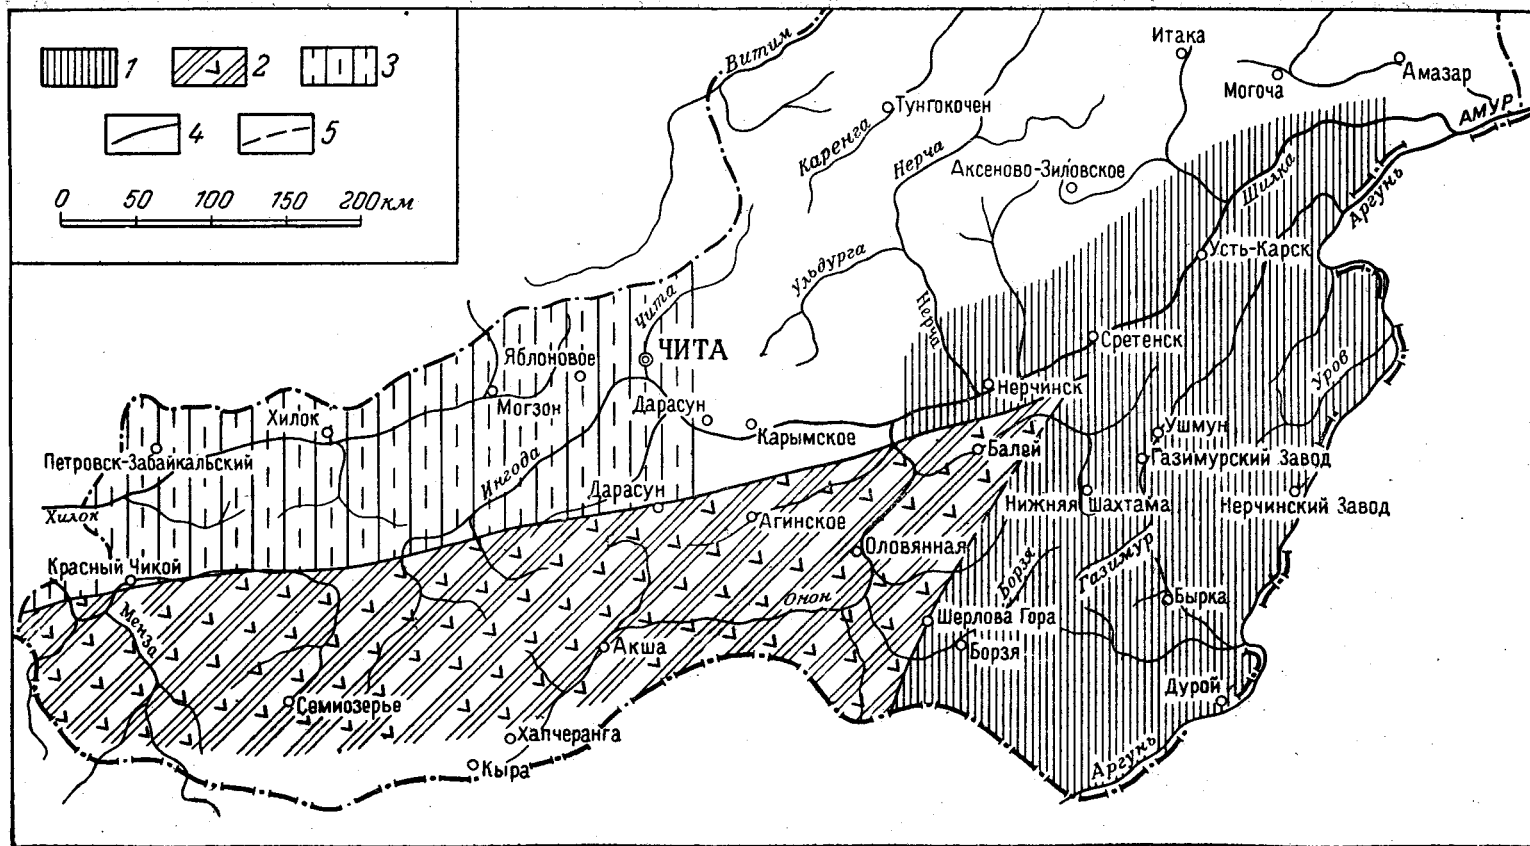 1 2 3
4 5
0 50 100 150 200 км
Витим
Итака
Могоча
Амазар
АМУР
Тунгокочен
Каренга
Нерча
Аксеново-Зиловское
Шилка
Аргунь
Усть-Карск
Ульдурга
Чита
Нерча
Сретенск
Яблоновое
ЧИТА
Уров
Могзон
Нерчинск
Хилок
Дарасун
Карымское
Ушмун
Балей
Газимурский Завод
Петровск-Забайкальский
Ингода
Дарасун
Нижняя Шахтама
Нерчинский Завод
Хилок
Агинское
Оловянная
Красный Чикой
Борзя
Газимур
Менза
Онон
Бырка
Шерлова Гора
Акша
Борзя
Дурой
Семиозерье
Хапчеранга
Кыра
Аргунь